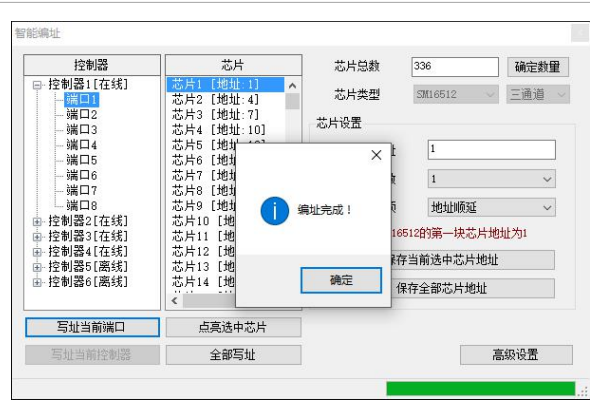 智能编址
控制器
控制器1[在线]
端口1
端口2
端口3
端口4
端口5
端口6
端口7
端口8
控制器2[在线]
控制器3[在线]
控制器4[在线]
控制器5[离线]
控制器6[离线]
芯片
芯片1 [地址:1]
芯片2 [地址:4]
芯片3 [地址:7]
芯片4 [地址:10]
芯片5 [地
芯片6 [地
芯片7 [地
芯片8 [地
芯片9 [地
芯片10 [地
芯片11 [地
芯片12 [地
芯片13 [地
芯片14 [地
芯片总数 336 确定数量
芯片类型 SM16512 三通道
芯片设置
1
1
地址顺延
16512的第一块芯片地址为1
存当前选中芯片地址
保存全部芯片地址
编址完成!
确定
写址当前端口 点亮选中芯片
写址当前控制器 全部写址 高级设置